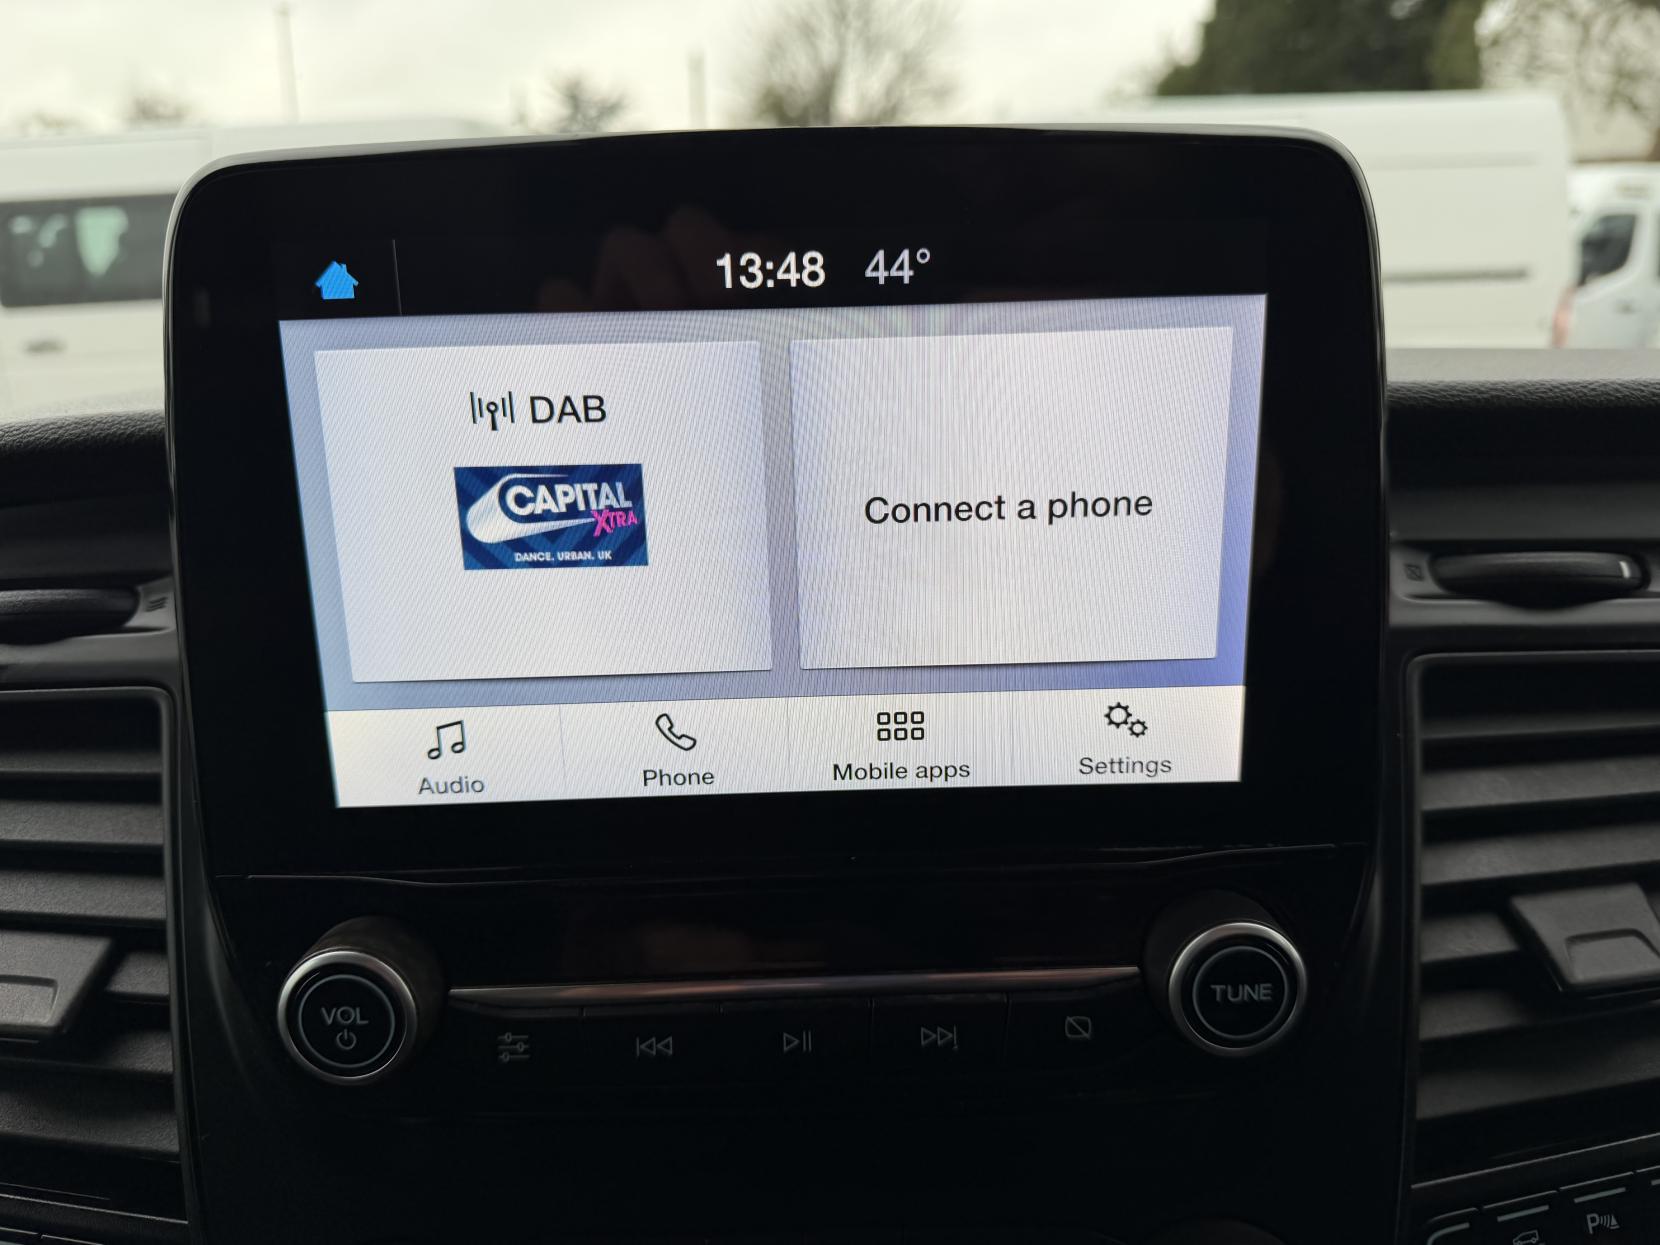 13:48 44°
DAB
CAPITAL
XTRA
DANCE. URBAN. UK
Connect a phone
Audio
Phone
Mobile apps
Settings
VOL
TUNE
P